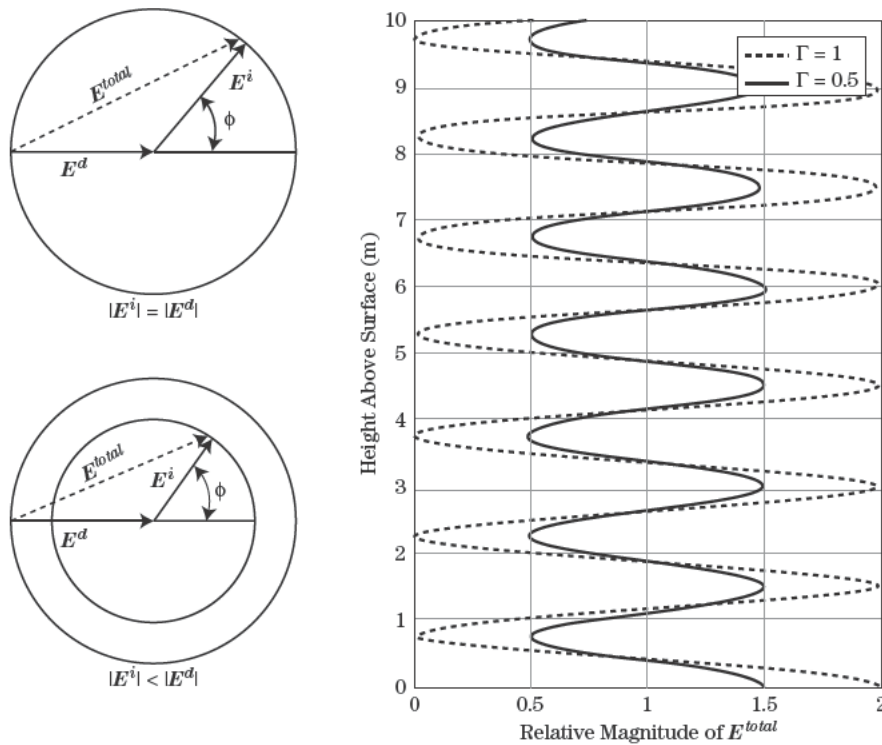 E^total
E^i
ϕ
E^d
|E^i| = |E^d|
E^total
E^i
ϕ
E^d
|E^i| < |E^d|
Height Above Surface (m)
10
9
8
7
6
5
4
3
2
1
0
Γ = 1
Γ = 0.5
0 0.5 1 1.5 2
Relative Magnitude of E^total